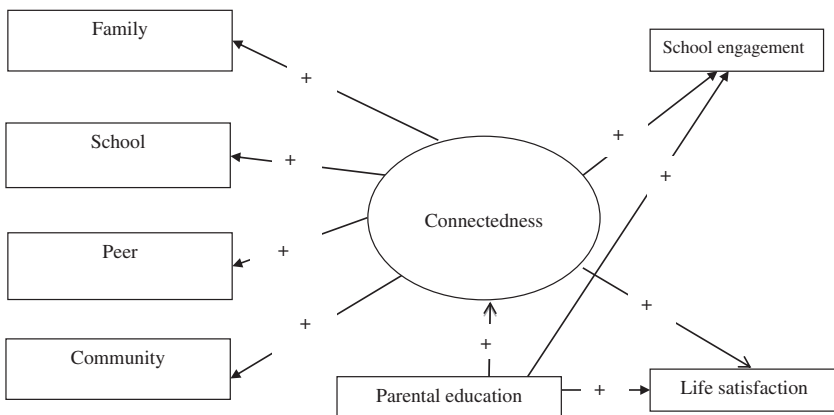 Family
School engagement
+
+
School
+
+
+
Connectedness
Peer
+
+
+
Community
+
Parental education
+
Life satisfaction